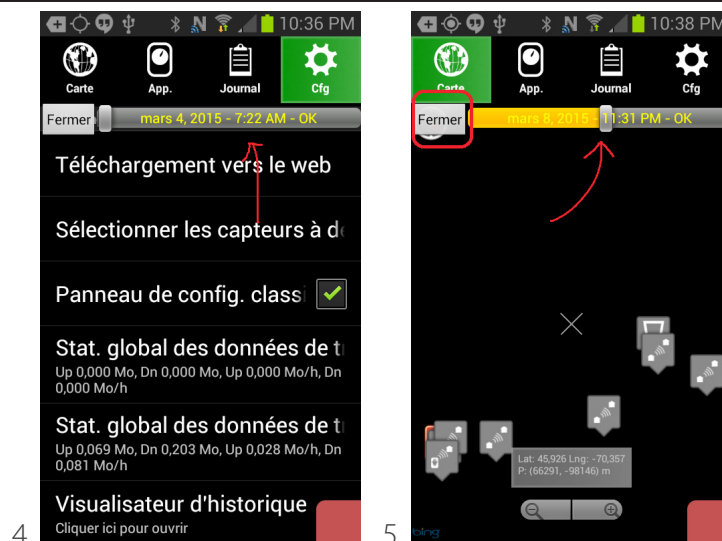 10:36 PM
Carte
App.
Journal
Cfg
Fermer
mars 4, 2015 - 7:22 AM - OK
Téléchargement vers le web
Sélectionner les capteurs à d
Panneau de config. classi
Stat. global des données de t
Up 0,000 Mo, Dn 0,000 Mo, Up 0,000 Mo/h, Dn
0,000 Mo/h
Stat. global des données de t
Up 0,069 Mo, Dn 0,203 Mo, Up 0,028 Mo/h, Dn
0,081 Mo/h
Visualisateur d'historique
Cliquer ici pour ouvrir
4
10:38 PM
Carte
App.
Journal
Cfg
Fermer
mars 8, 2015 - 11:31 PM - OK
Lat: 45,926 Lng: -70,357
P: (66291, -98146) m
bing
5